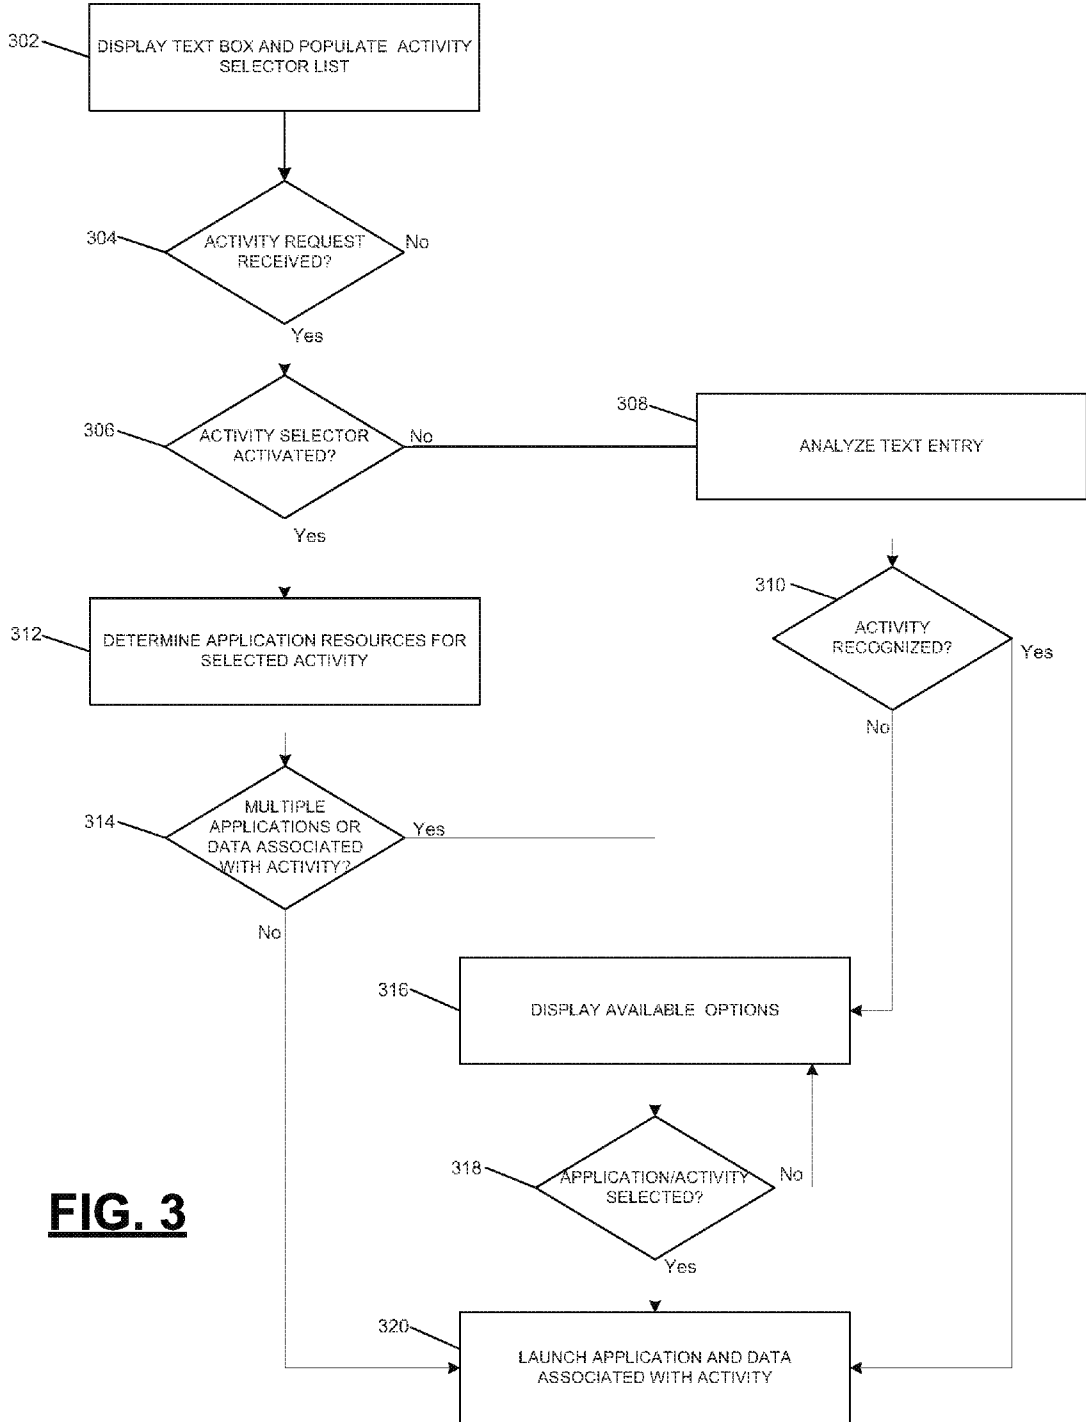 302
DISPLAY TEXT BOX AND POPULATE ACTIVITY
SELECTOR LIST
304
ACTIVITY REQUEST
RECEIVED?
No
Yes
306
ACTIVITY SELECTOR
ACTIVATED?
No
Yes
308
ANALYZE TEXT ENTRY
310
ACTIVITY
RECOGNIZED?
Yes
No
312
DETERMINE APPLICATION RESOURCES FOR
SELECTED ACTIVITY
314
MULTIPLE
APPLICATIONS OR
DATA ASSOCIATED
WITH ACTIVITY?
Yes
No
316
DISPLAY AVAILABLE OPTIONS
318
APPLICATION/ACTIVITY
SELECTED?
No
Yes
FIG. 3
320
LAUNCH APPLICATION AND DATA
ASSOCIATED WITH ACTIVITY